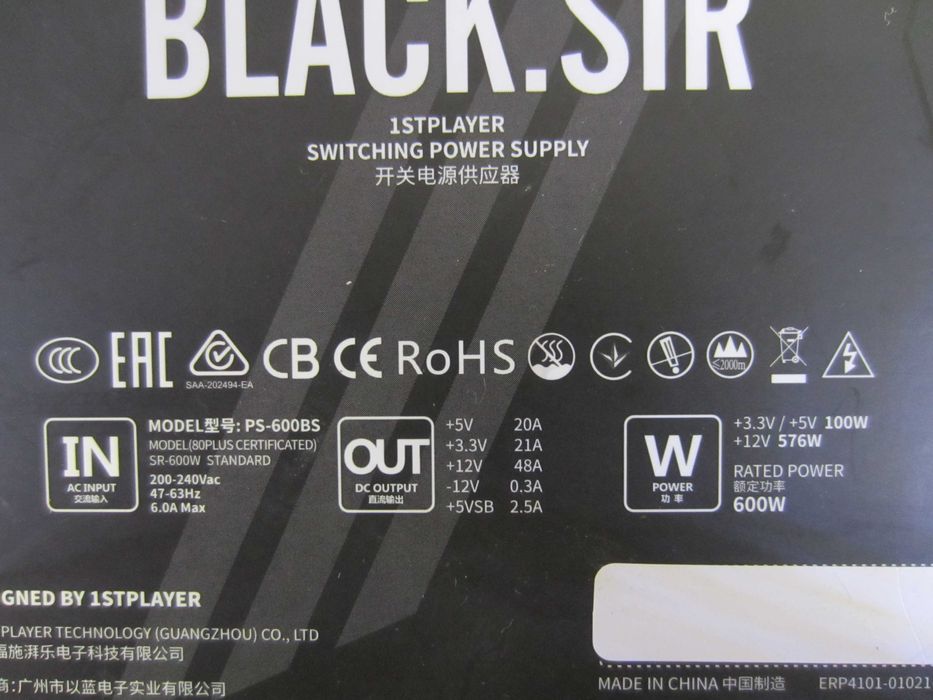 BLACK.SIR
1STPLAYER
SWITCHING POWER SUPPLY
开关电源供应器
CCC EAC CB CE RoHS ≤2000m
SAA-202494-EA
IN
AC INPUT
交流输入
MODEL型号: PS-600BS
MODEL(80PLUS CERTIFICATED)
SR-600W STANDARD
200-240Vac
47-63Hz
6.0A Max
OUT
DC OUTPUT
直流输出
+5V 20A
+3.3V 21A
+12V 48A
-12V 0.3A
+5VSB 2.5A
W
POWER
功率
+3.3V / +5V 100W
+12V 576W
RATED POWER
额定功率
600W
GNED BY 1STPLAYER
PLAYER TECHNOLOGY (GUANGZHOU) CO., LTD
福施湃乐电子科技有限公司
商:广州市以蓝电子实业有限公司
MADE IN CHINA 中国制造
ERP4101-01021